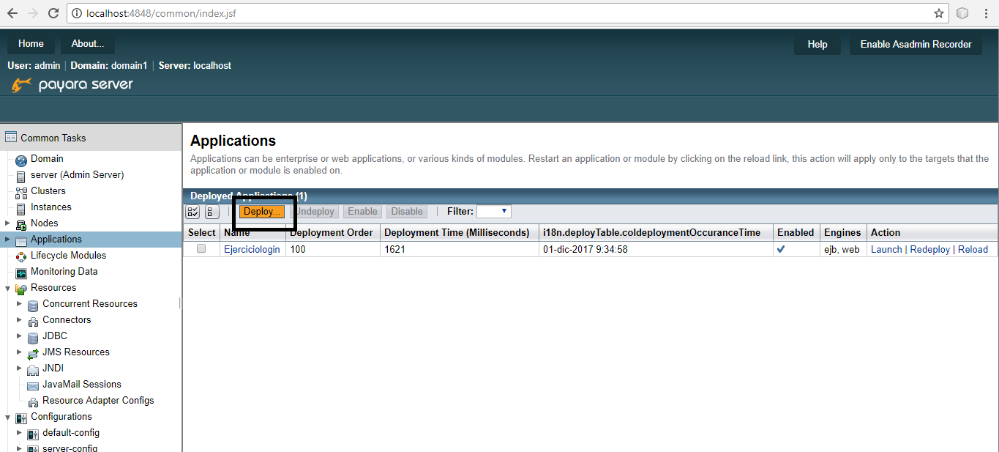 localhost:4848/common/index.jsf
Home About... Help Enable Asadmin Recorder
User: admin | Domain: domain1 | Server: localhost
payara server
Common Tasks
Domain
server (Admin Server)
Clusters
Instances
Nodes
Applications
Lifecycle Modules
Monitoring Data
Resources
Concurrent Resources
Connectors
JDBC
JMS Resources
JNDI
JavaMail Sessions
Resource Adapter Configs
Configurations
default-config
server-config
Applications
Applications can be enterprise or web applications, or various kinds of modules. Restart an application or module by clicking on the reload link, this action will apply only to the targets that the
application or module is enabled on.
Deployed Applications (1)
Deploy... Undeploy Enable Disable Filter:
Select Name Deployment Order Deployment Time (Milliseconds) i18n.deployTable.coldeploymentOccuranceTime Enabled Engines Action
Ejerciciologin 100 1621 01-dic-2017 9:34:58 ejb, web Launch | Redeploy | Reload